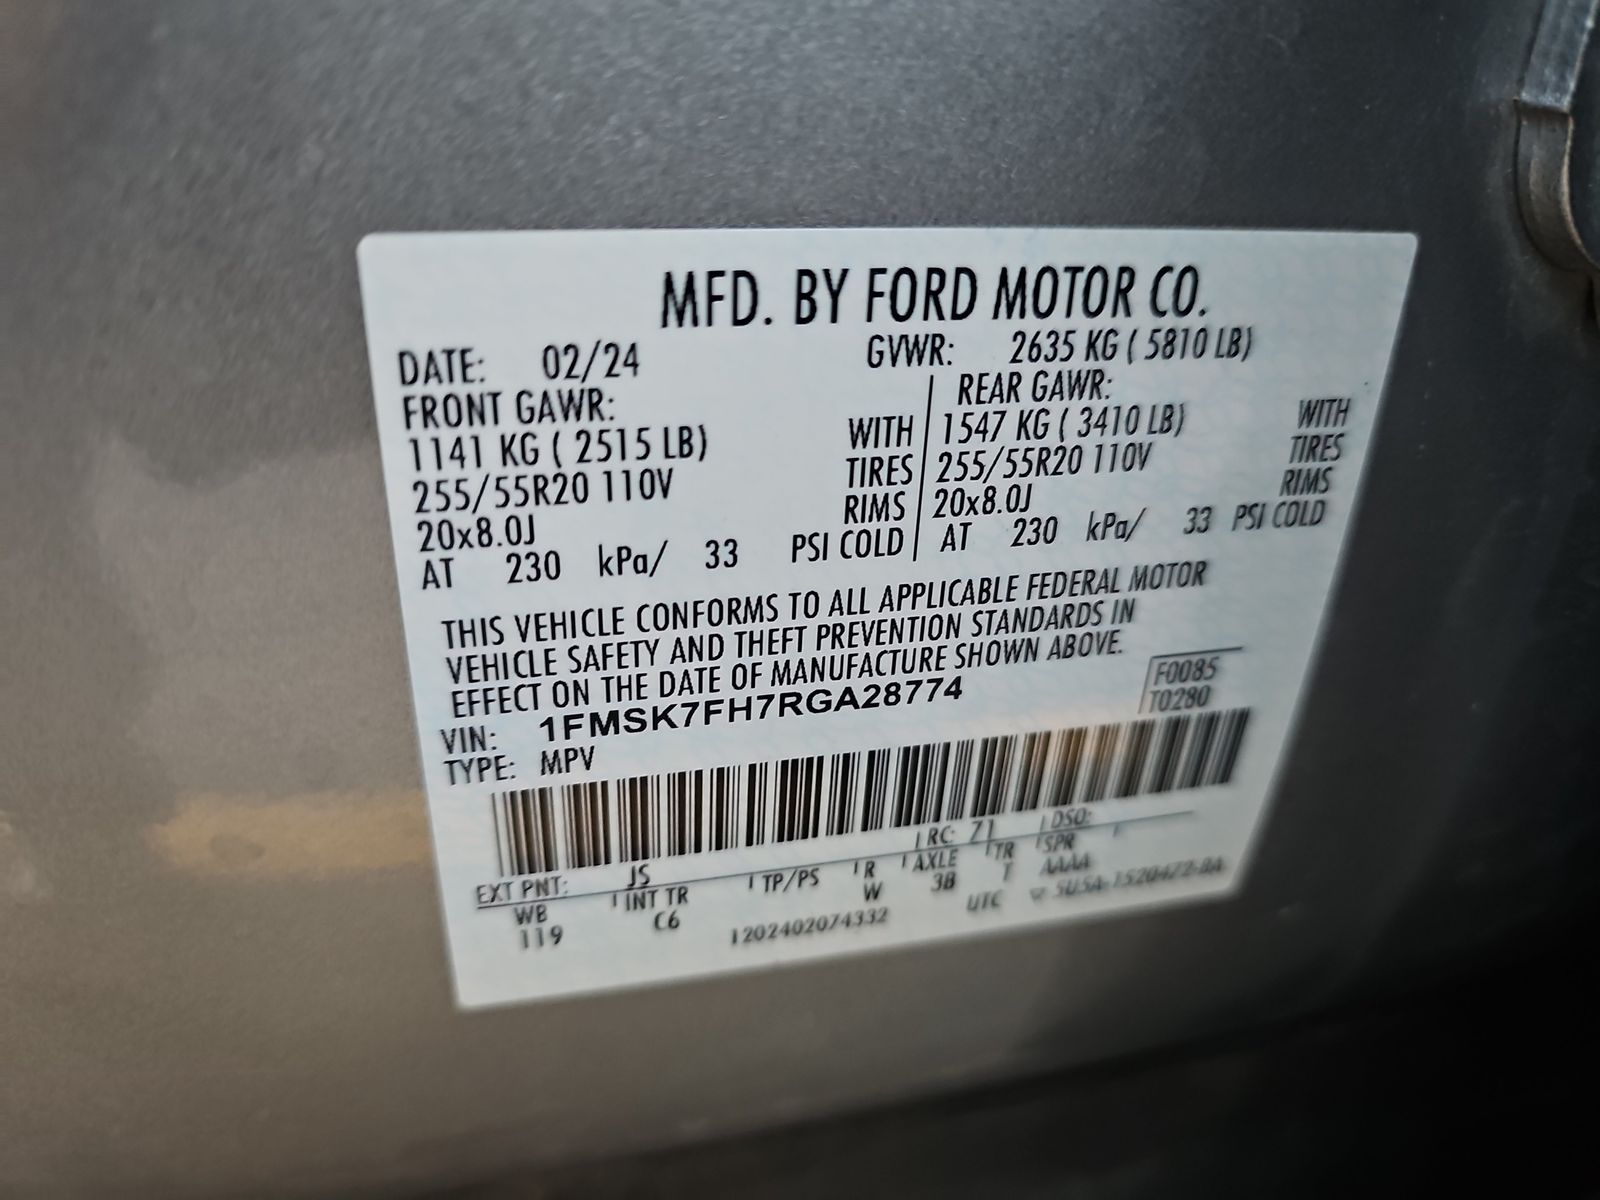 MFD. BY FORD MOTOR CO.
DATE: 02/24 GVWR: 2635 KG ( 5810 LB)
FRONT GAWR: REAR GAWR:
1141 KG ( 2515 LB) WITH 1547 KG ( 3410 LB) WITH
255/55R20 110V TIRES 255/55R20 110V TIRES
20x8.0J RIMS 20x8.0J RIMS
AT 230 kPa/ 33 PSI COLD AT 230 kPa/ 33 PSI COLD
THIS VEHICLE CONFORMS TO ALL APPLICABLE FEDERAL MOTOR
VEHICLE SAFETY AND THEFT PREVENTION STANDARDS IN
EFFECT ON THE DATE OF MANUFACTURE SHOWN ABOVE.
VIN: 1FMSK7FH7RGA28774 F0085
TYPE: MPV T0280
EXT PNT: JS RC: 71 DSO:
WB INT TR TP/PS R AXLE TR SPR
119 C6 W 3B T AAAA
1202402074332 UTC